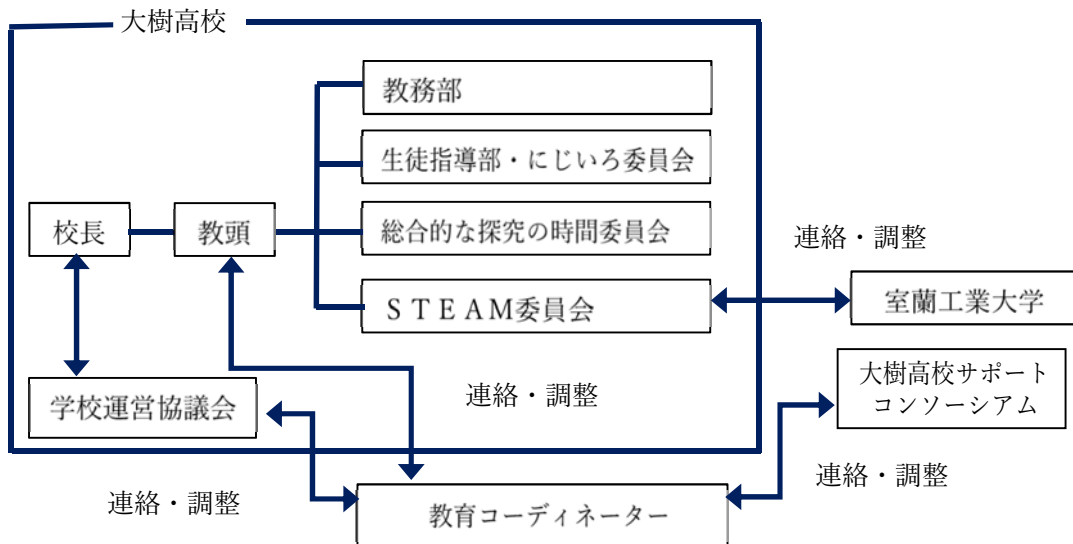 大樹高校
教務部
生徒指導部・にじいろ委員会
校長
教頭
総合的な探究の時間委員会
連絡・調整
ＳＴＥＡＭ委員会
室蘭工業大学
学校運営協議会
連絡・調整
大樹高校サポート
コンソーシアム
連絡・調整
連絡・調整
教育コーディネーター